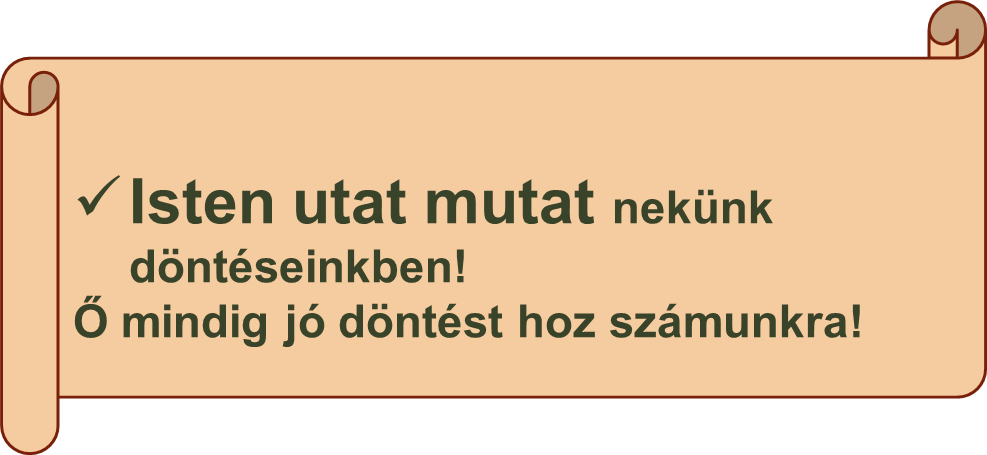 ✓ Isten utat mutat nekünk
döntéseinkben!
Ő mindig jó döntést hoz számunkra!